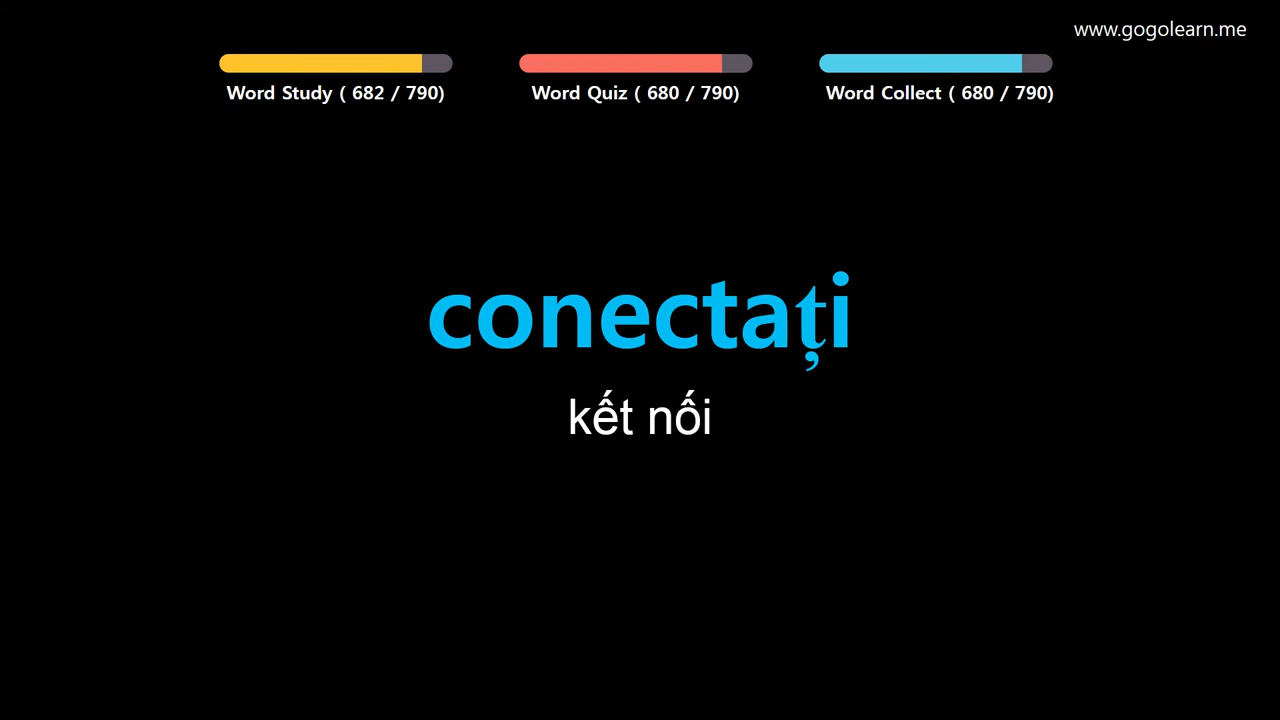 www.gogolearn.me
Word Study ( 682 / 790) Word Quiz ( 680 / 790) Word Collect ( 680 / 790)
conectați
kết nối